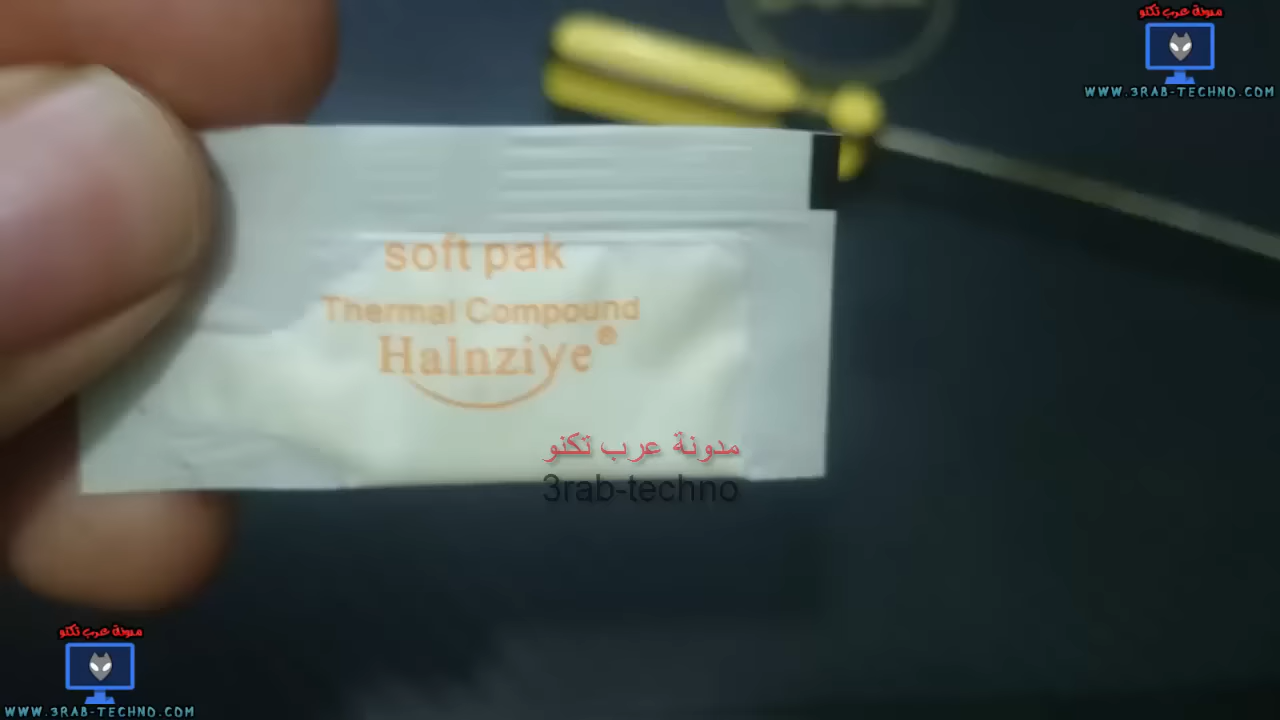 مدونة عرب تكنو
WWW.3RAB-TECHNO.COM
soft pak
Thermal Compound
Halnziye®
مدونة عرب تكنو
3rab-techno
مدونة عرب تكنو
WWW.3RAB-TECHNO.COM